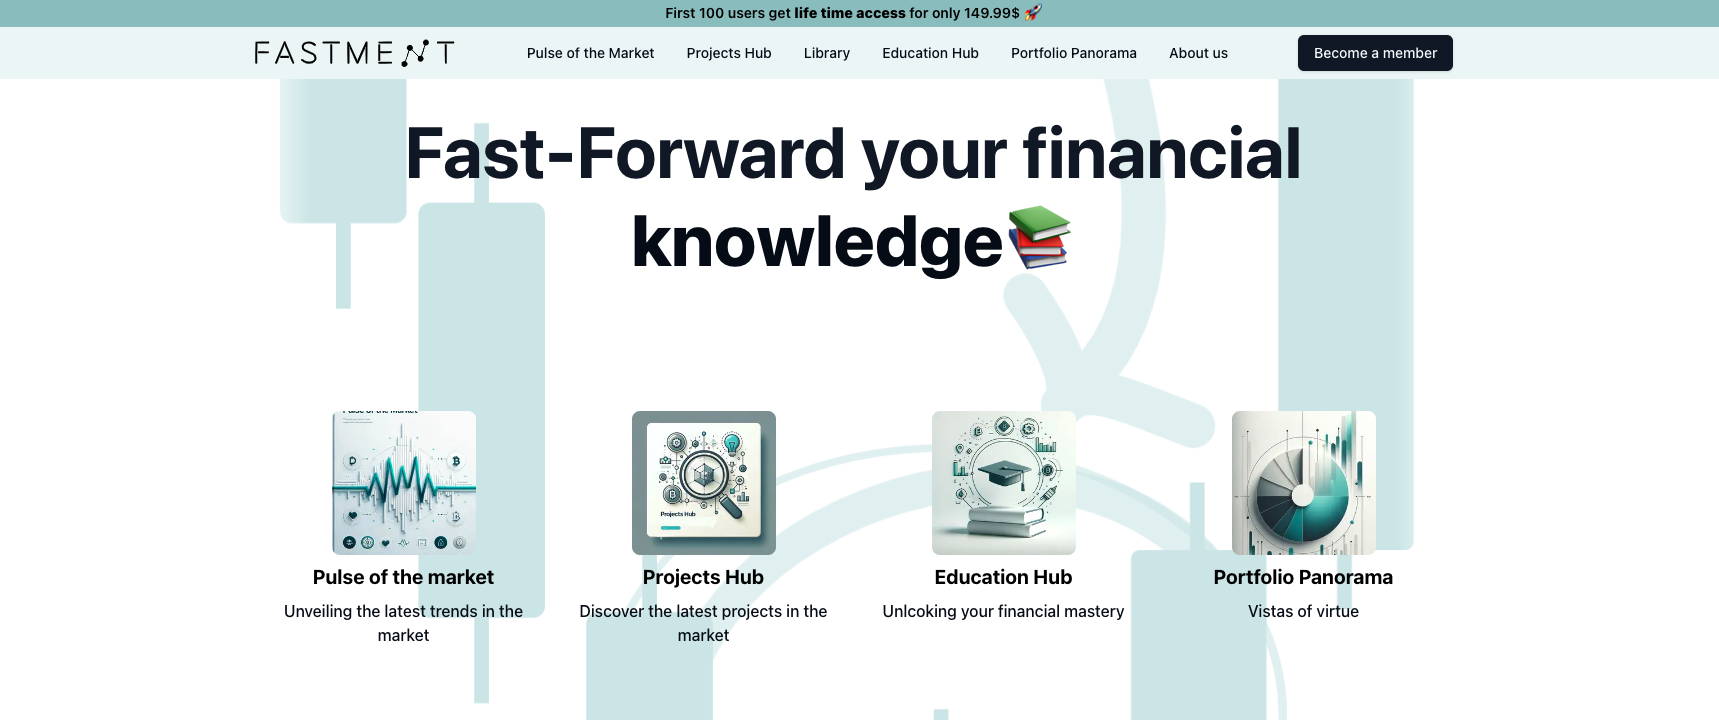 First 100 users get life time access for only 149.99$ 🚀
FASTMENT
Pulse of the Market
Projects Hub
Library
Education Hub
Portfolio Panorama
About us
Become a member
Fast-Forward your financial
knowledge📚
Pulse of the Market
Projects Hub
Pulse of the market
Projects Hub
Education Hub
Portfolio Panorama
Unveiling the latest trends in the
market
Discover the latest projects in the
market
Unlcoking your financial mastery
Vistas of virtue